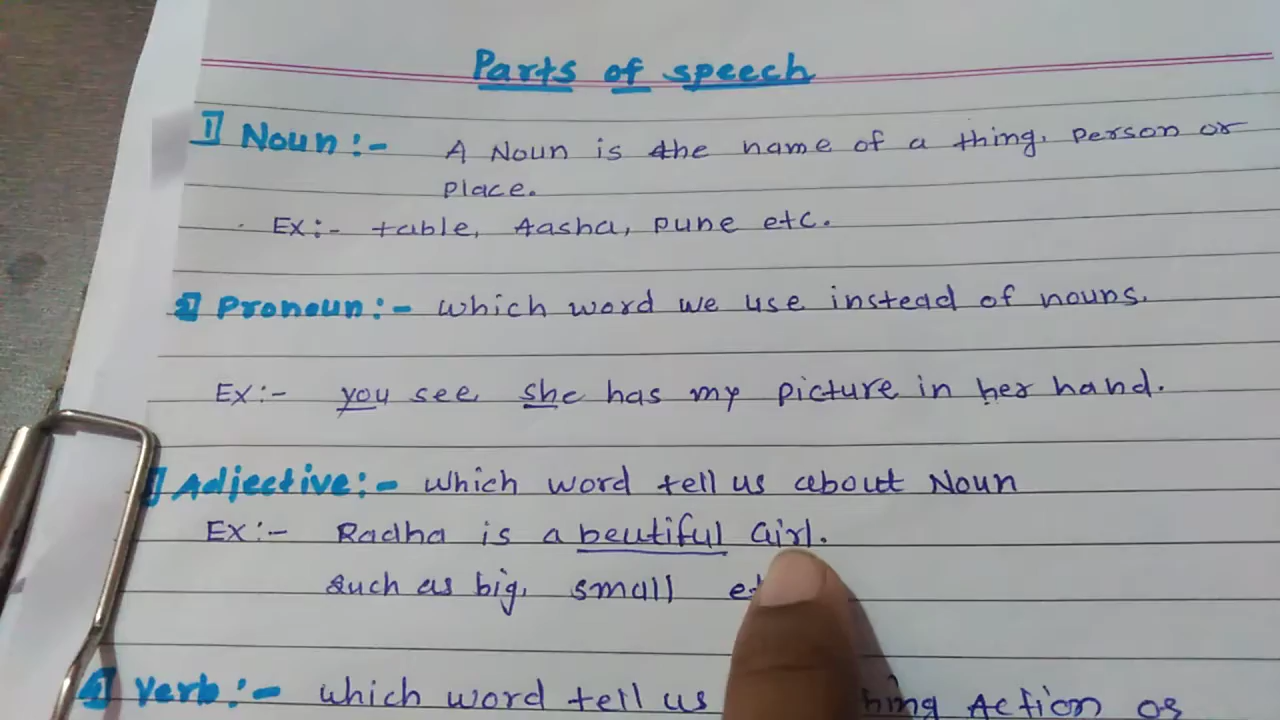 Parts of speech
1] Noun:- A Noun is the name of a thing, person or
place.
Ex:- table, Aasha, pune etc.
2] Pronoun:- which word we use instead of nouns.
Ex:- you see she has my picture in her hand.
] Adjective:- which word tell us about Noun
Ex:- Radha is a beutiful Girl.
such as big, small
4] Verb:- which word tell us Action or